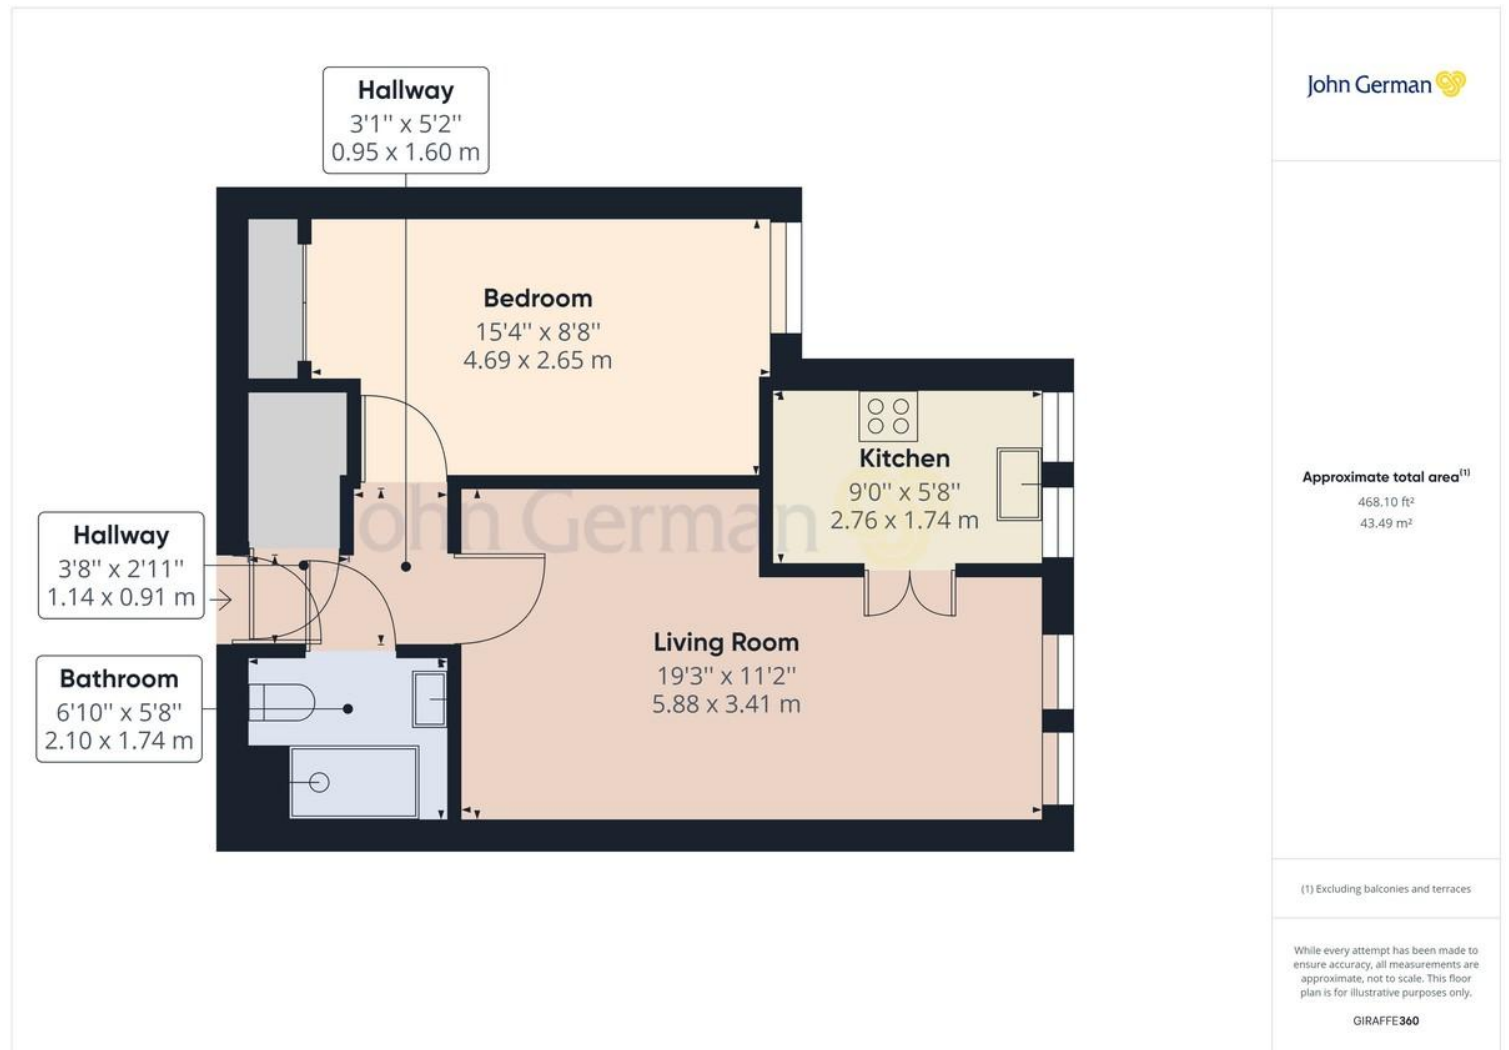 Hallway
3'1" x 5'2"
0.95 x 1.60 m
Bedroom
15'4" x 8'8"
4.69 x 2.65 m
Kitchen
9'0" x 5'8"
2.76 x 1.74 m
John German
Hallway
3'8" x 2'11"
1.14 x 0.91 m
Living Room
19'3" x 11'2"
5.88 x 3.41 m
Bathroom
6'10" x 5'8"
2.10 x 1.74 m
John German
Approximate total area(1)
468.10 ft²
43.49 m²
(1) Excluding balconies and terraces
While every attempt has been made to
ensure accuracy, all measurements are
approximate, not to scale. This floor
plan is for illustrative purposes only.
GIRAFFE360